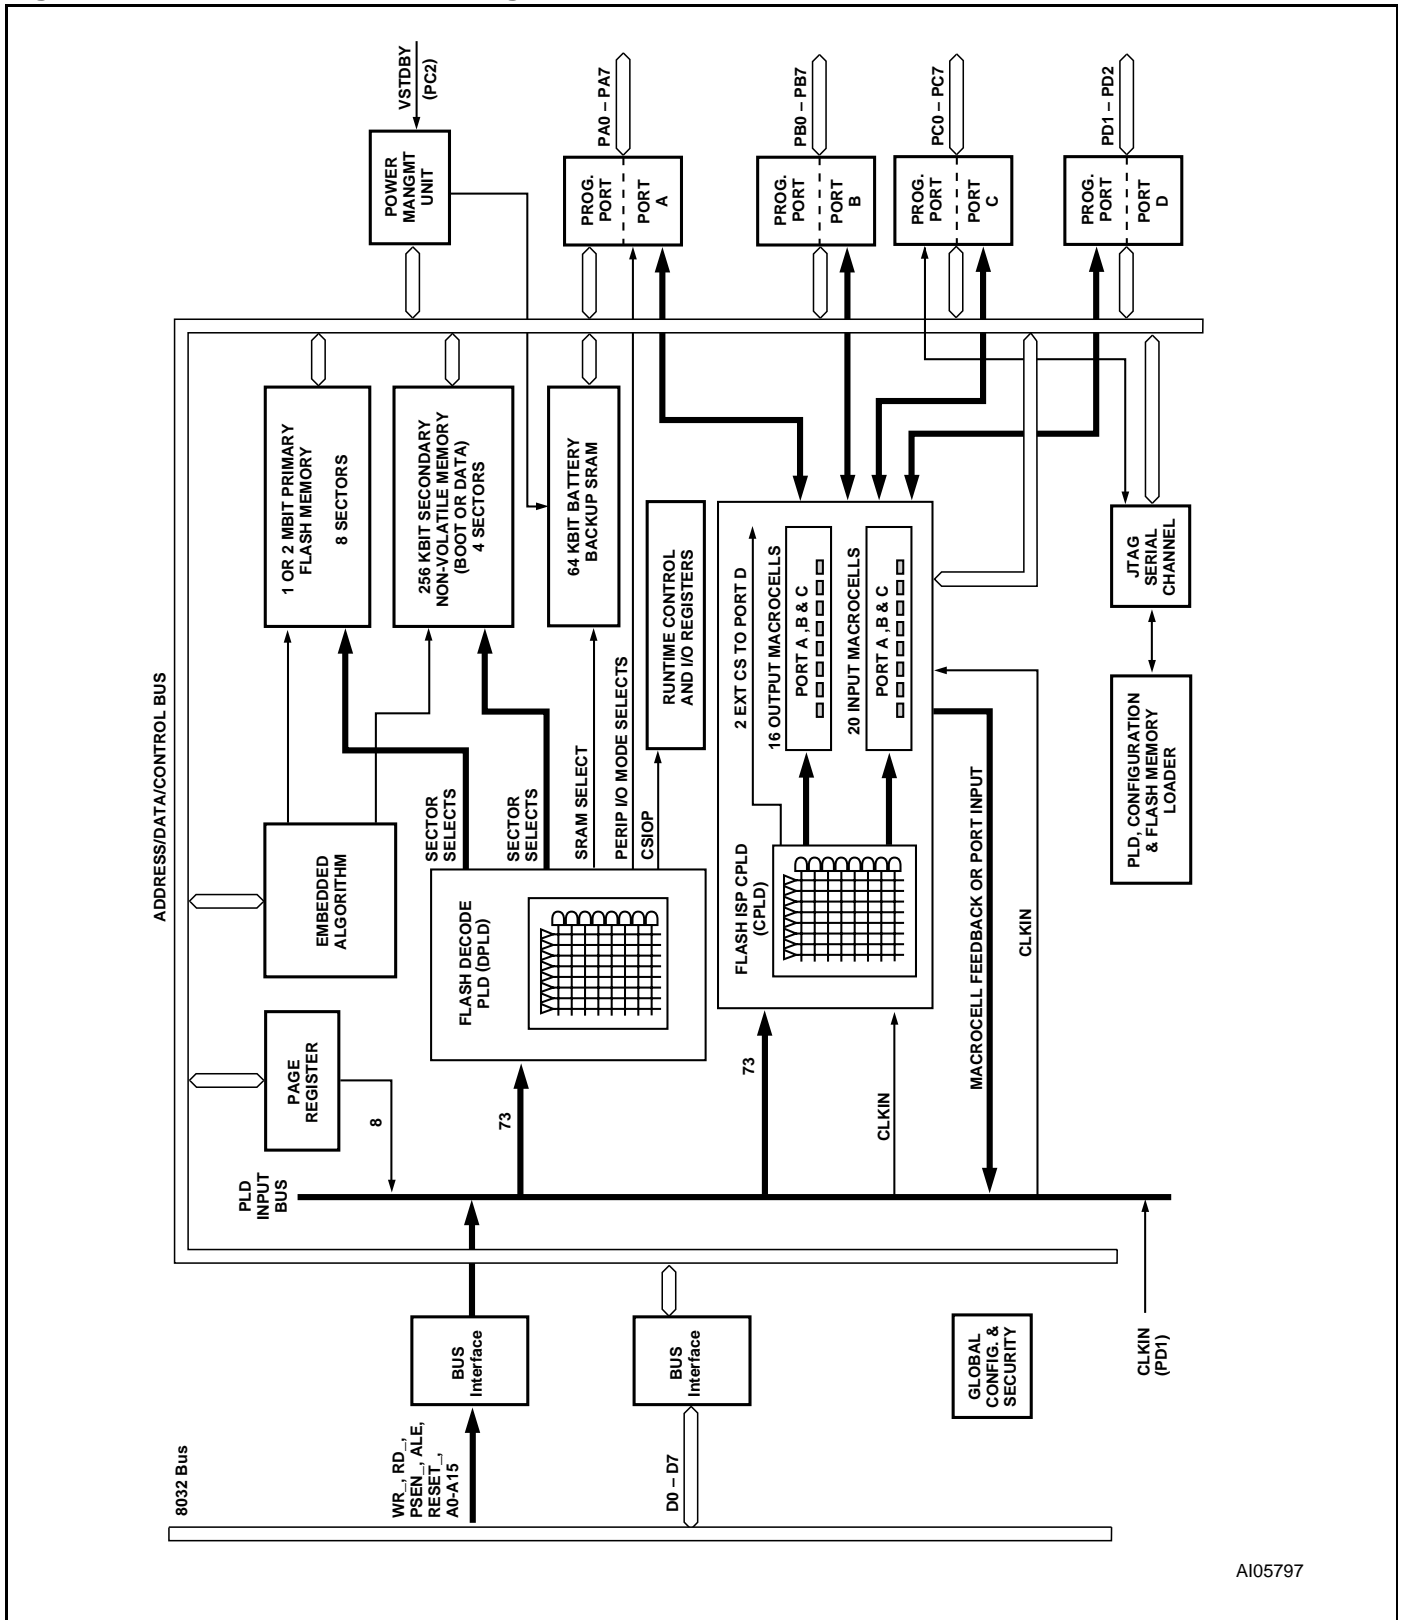 8032 Bus
WR_, RD_,
PSEN_, ALE,
RESET_,
A0-A15
D0 – D7
BUS
Interface
BUS
Interface
GLOBAL
CONFIG. &
SECURITY
CLKIN
(PD1)
ADDRESS/DATA/CONTROL BUS
PLD
INPUT
BUS
PAGE
REGISTER
8
73
73
CLKIN
CLKIN
MACROCELL FEEDBACK OR PORT INPUT
EMBEDDED
ALGORITHM
FLASH DECODE
PLD (DPLD)
FLASH ISP CPLD
(CPLD)
SECTOR
SELECTS
SECTOR
SELECTS
SRAM SELECT
PERIP I/O MODE SELECTS
CSIOP
1 OR 2 MBIT PRIMARY
FLASH MEMORY
8 SECTORS
256 KBIT SECONDARY
NON-VOLATILE MEMORY
(BOOT OR DATA)
4 SECTORS
64 KBIT BATTERY
BACKUP SRAM
RUNTIME CONTROL
AND I/O REGISTERS
2 EXT CS TO PORT D
16 OUTPUT MACROCELLS
PORT A ,B & C
20 INPUT MACROCELLS
PORT A ,B & C
PLD, CONFIGURATION
& FLASH MEMORY
LOADER
JTAG
SERIAL
CHANNEL
VSTDBY
(PC2)
POWER
MANGMT
UNIT
PA0 – PA7
PROG.
PORT
PORT
A
PB0 – PB7
PROG.
PORT
PORT
B
PC0 – PC7
PROG.
PORT
PORT
C
PD1 – PD2
PROG.
PORT
PORT
D
AI05797